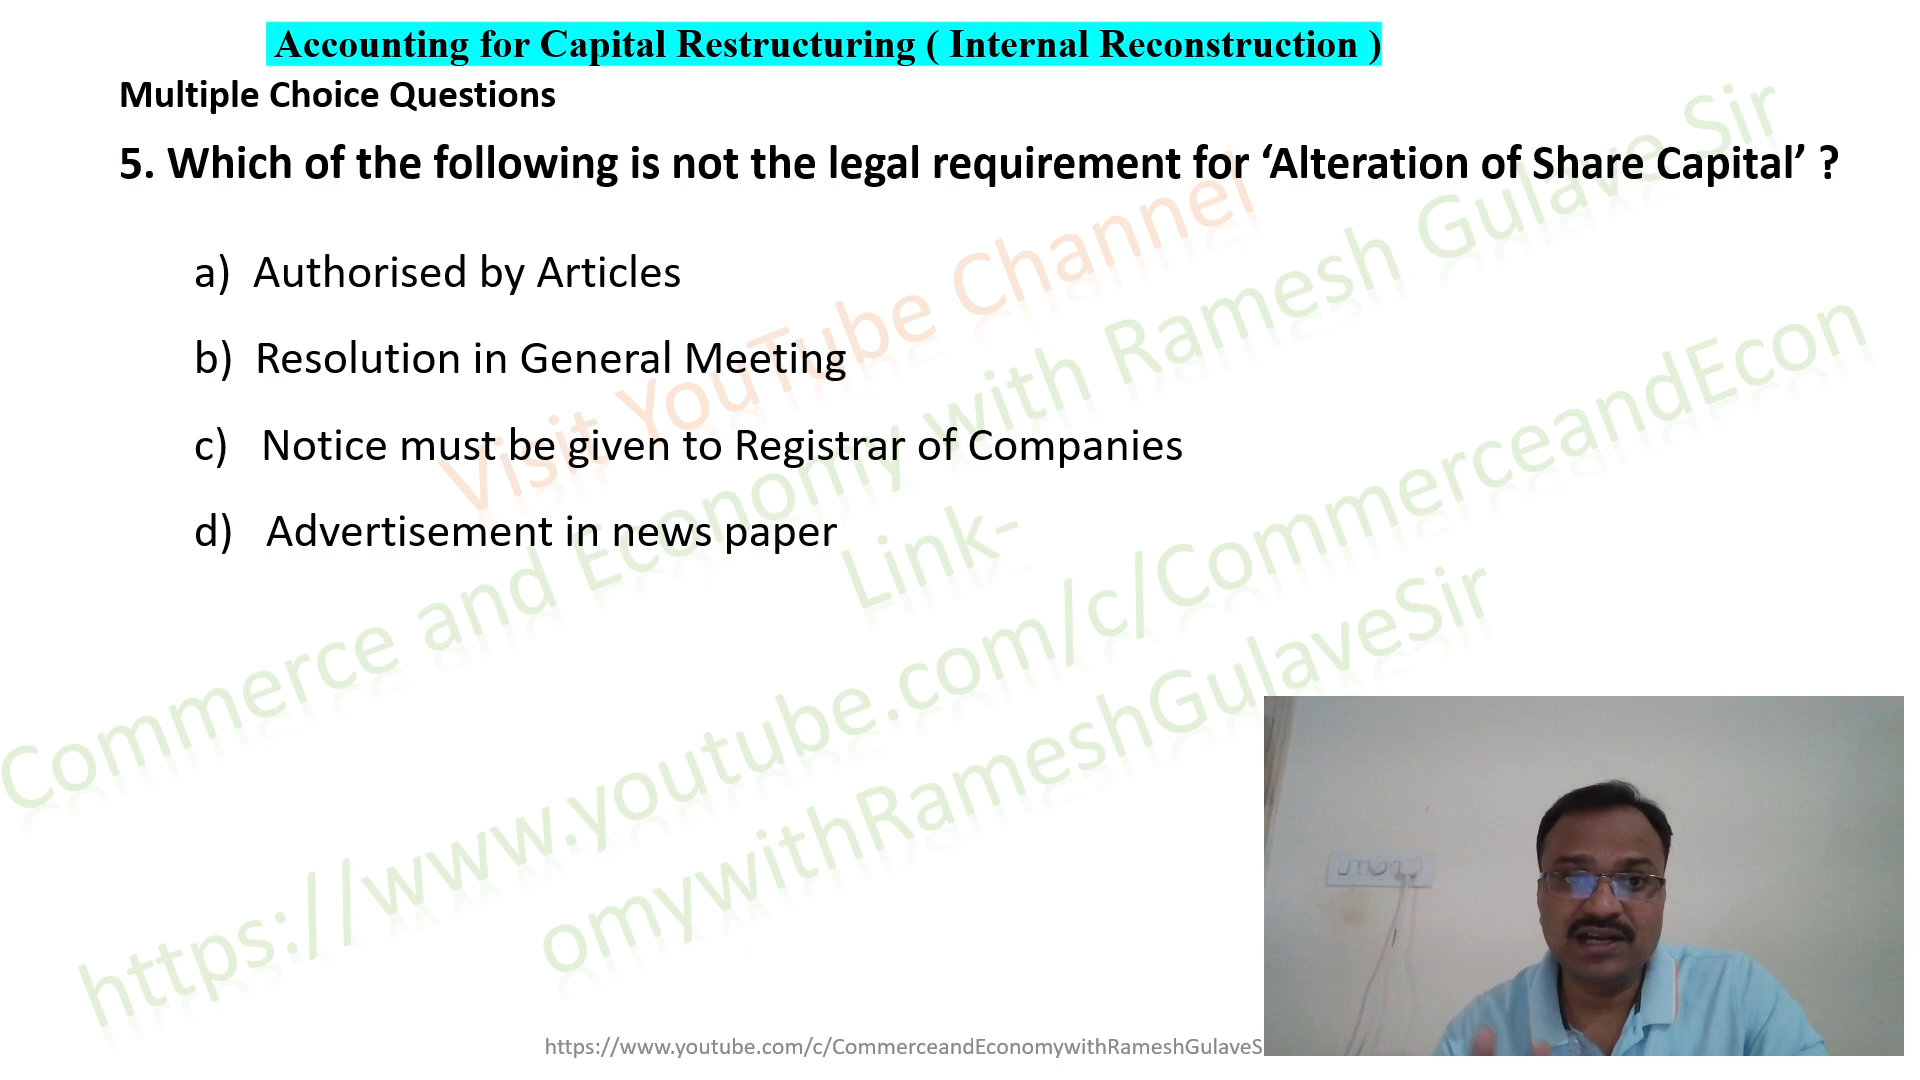 Accounting for Capital Restructuring ( Internal Reconstruction )
Multiple Choice Questions
5. Which of the following is not the legal requirement for ‘Alteration of Share Capital’ ?
a) Authorised by Articles
b) Resolution in General Meeting
c) Notice must be given to Registrar of Companies
d) Advertisement in news paper
Visit YouTube Channel
Commerce and Economy with Ramesh Gulave Sir
Link-
https://www.youtube.com/c/CommerceandEcon
omywithRameshGulaveSir
https://www.youtube.com/c/CommerceandEconomywithRameshGulaveS